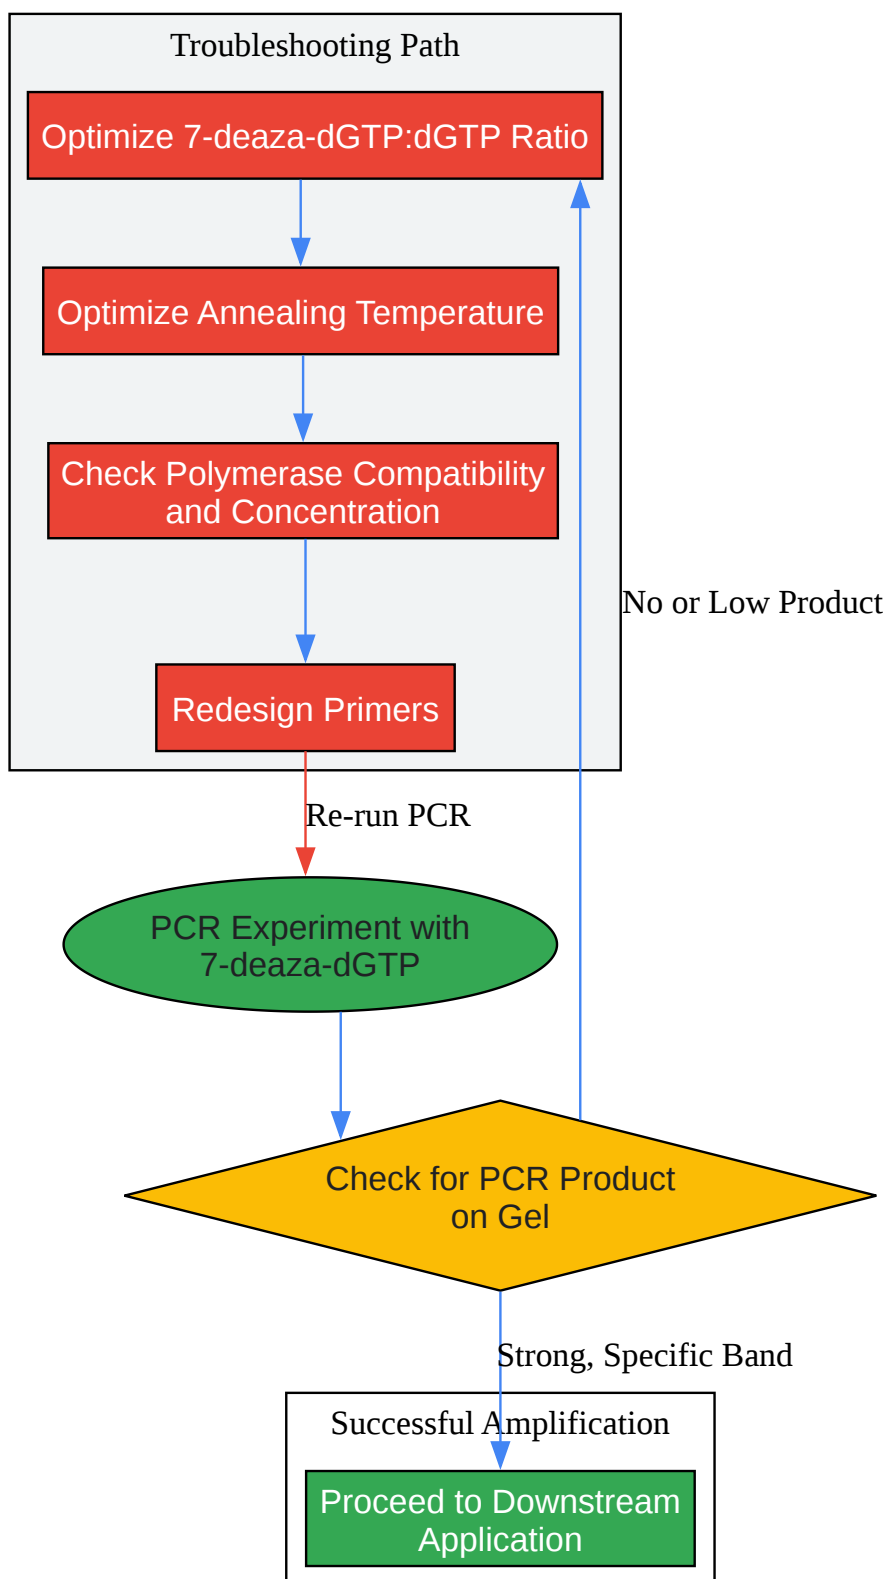 Troubleshooting Path
Optimize 7-deaza-dGTP:dGTP Ratio
Optimize Annealing Temperature
Check Polymerase Compatibility
and Concentration
No or Low Product
Redesign Primers
Re-run PCR
PCR Experiment with
7-deaza-dGTP
Check for PCR Product
on Gel
Strong, Specific Band
Successful Amplification
Proceed to Downstream
Application